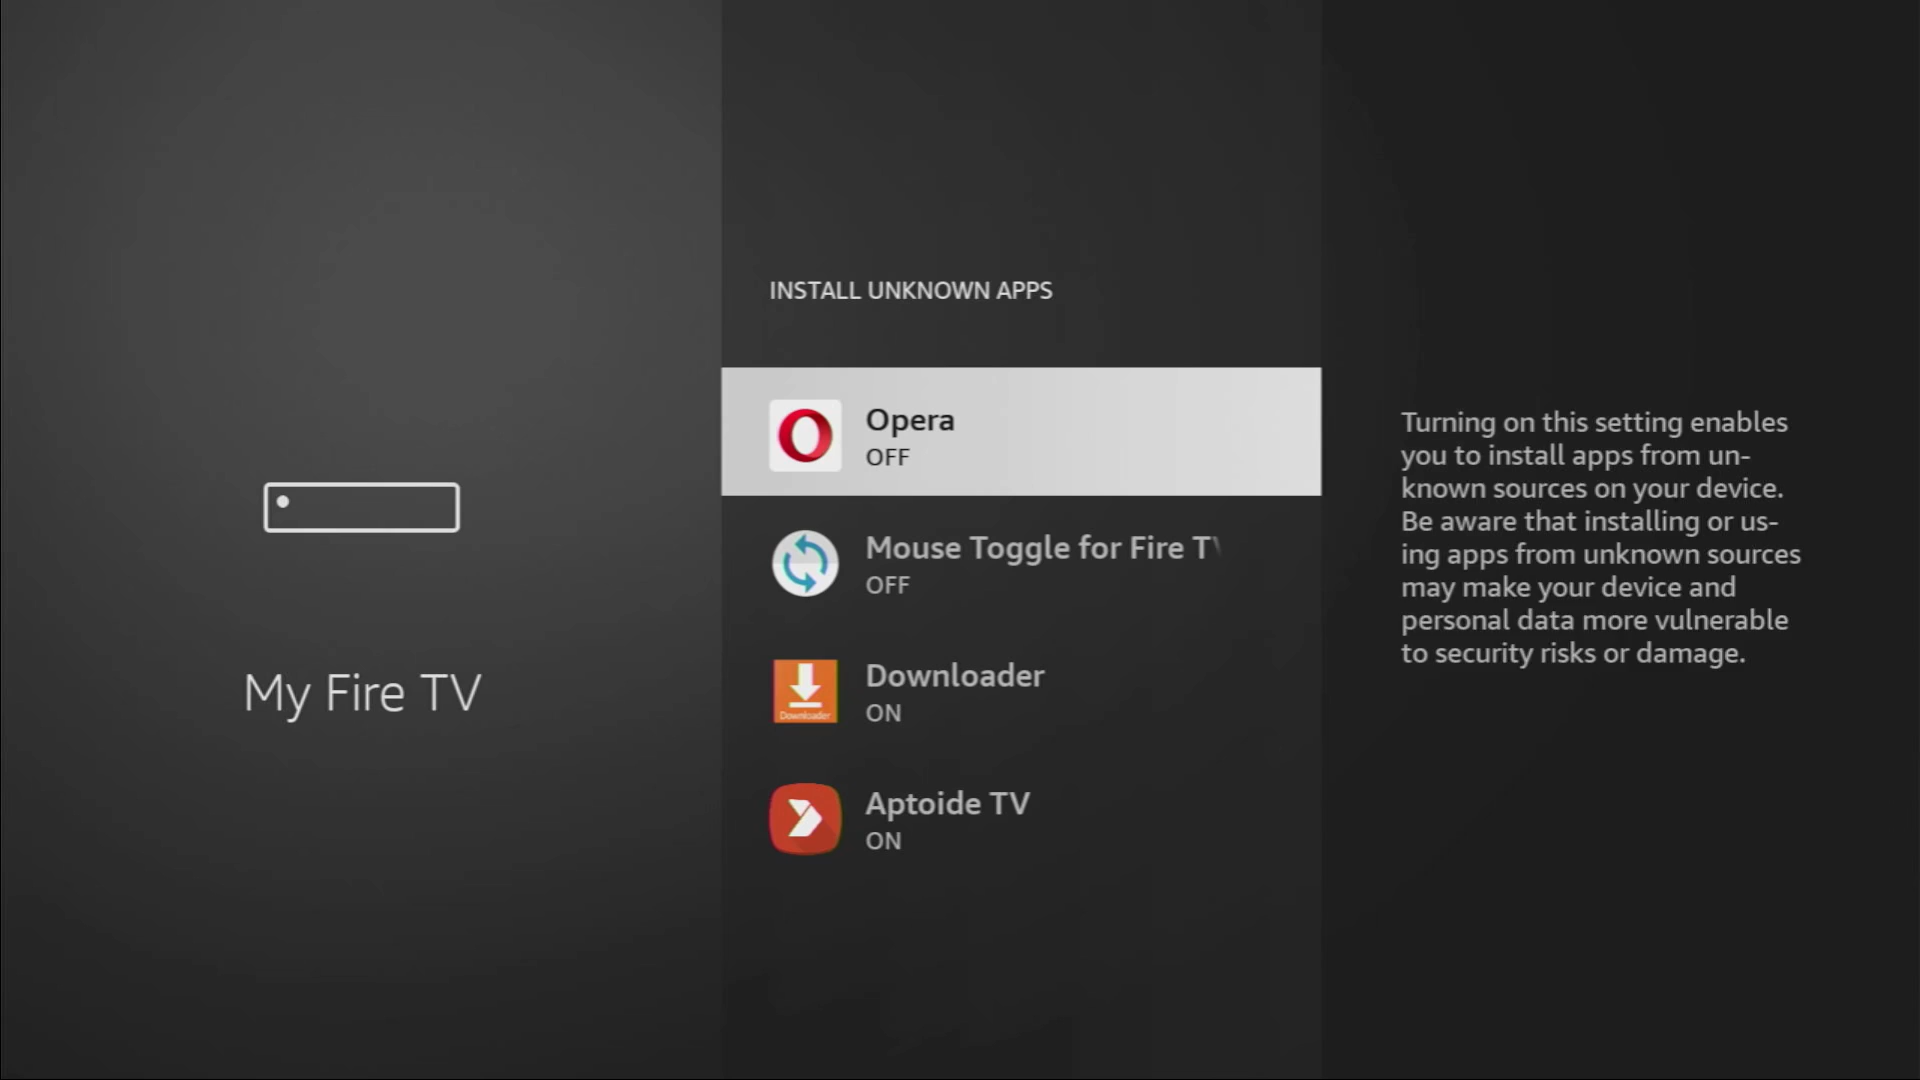 INSTALL UNKNOWN APPS
Opera
OFF
Mouse Toggle for Fire TV
OFF
Downloader
Downloader
ON
Aptoide TV
ON
My Fire TV
Turning on this setting enables
you to install apps from un-
known sources on your device.
Be aware that installing or us-
ing apps from unknown sources
may make your device and
personal data more vulnerable
to security risks or damage.